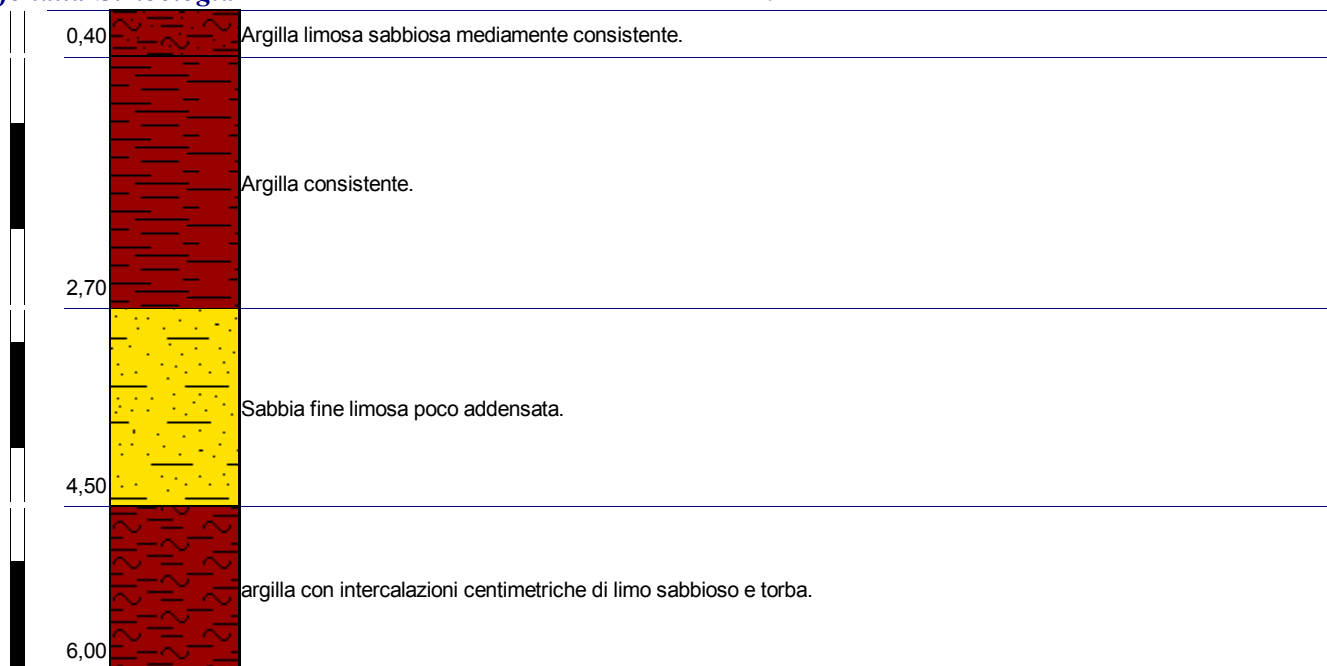 0,40 Argilla limosa sabbiosa mediamente consistente.
Argilla consistente.
2,70
Sabbia fine limosa poco addensata.
4,50
argilla con intercalazioni centimetriche di limo sabbioso e torba.
6,00